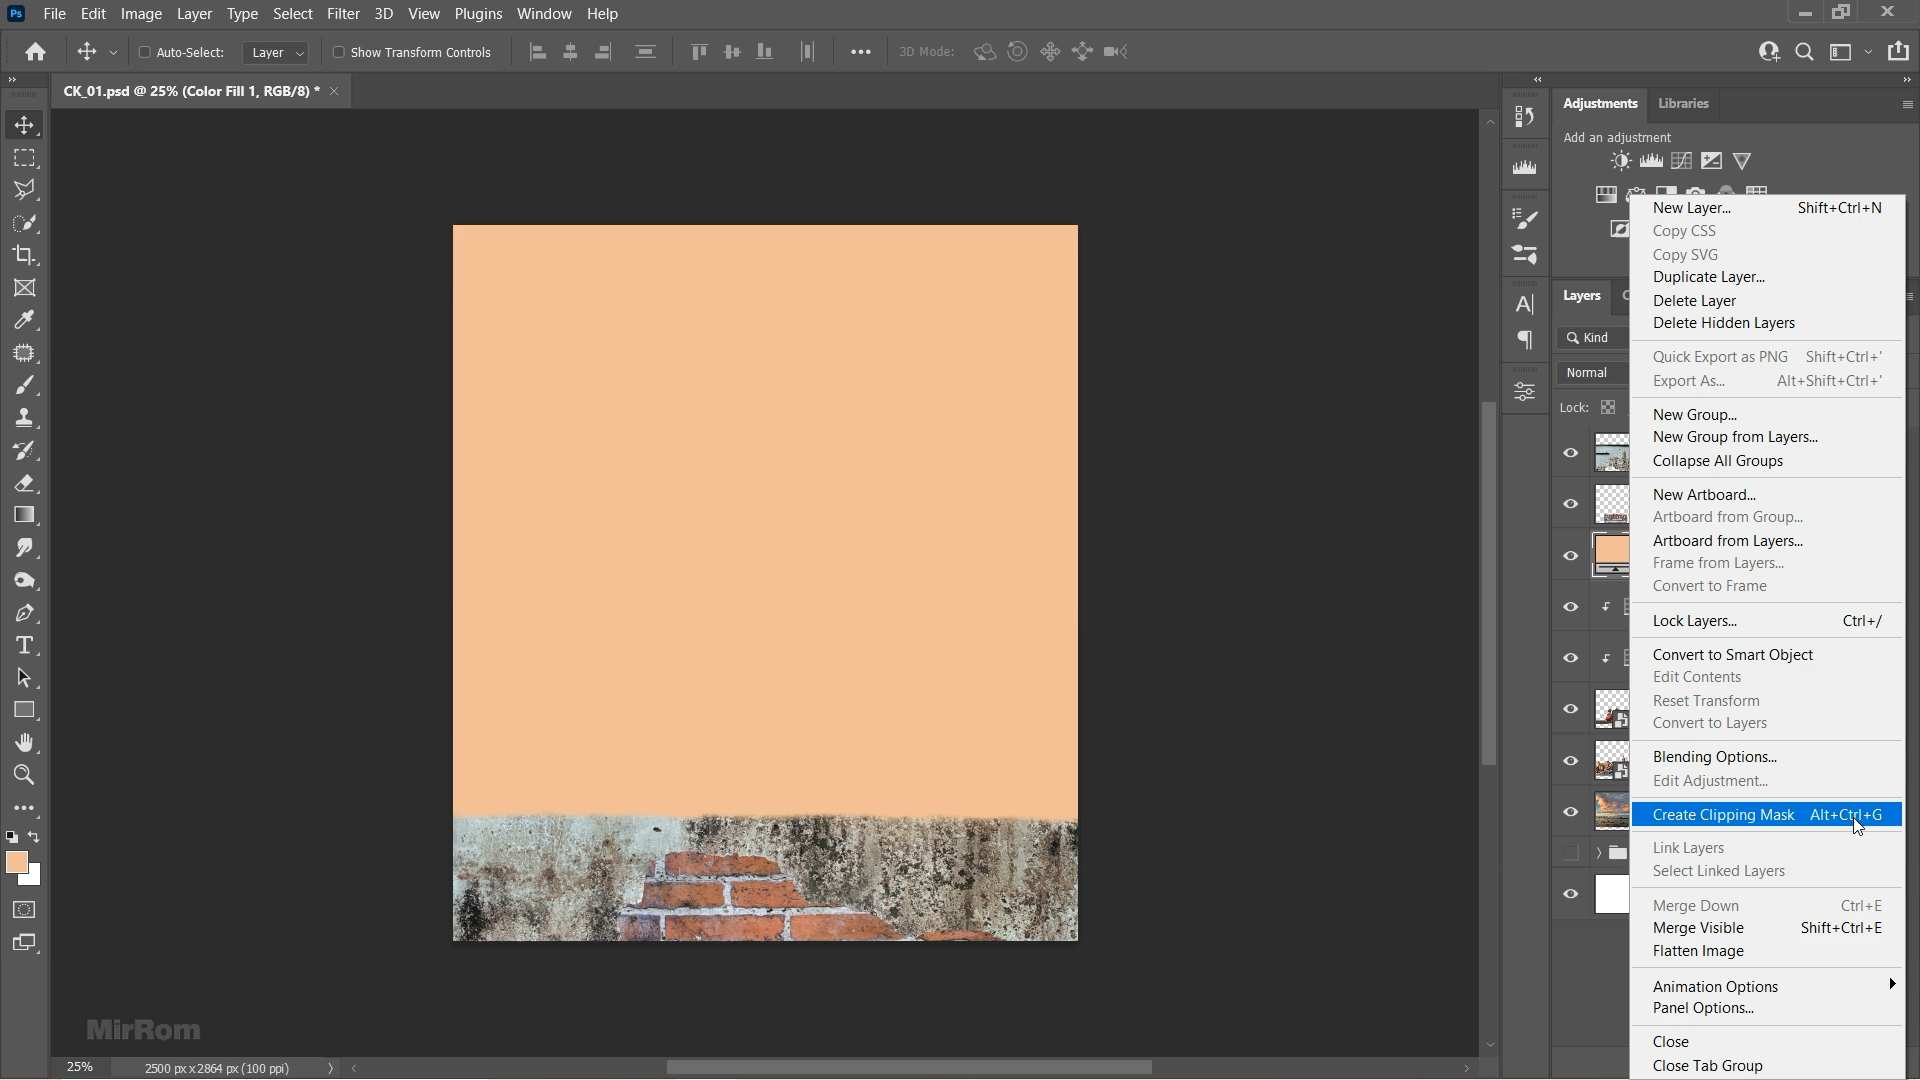 Ps File Edit Image Layer Type Select Filter 3D View Plugins Window Help
Auto-Select: Layer Show Transform Controls 3D Mode:
CK_01.psd @ 25% (Color Fill 1, RGB/8) *
Adjustments Libraries
Add an adjustment
Layers
Kind
Normal
Lock:
New Layer... Shift+Ctrl+N
Copy CSS
Copy SVG
Duplicate Layer...
Delete Layer
Delete Hidden Layers
Quick Export as PNG Shift+Ctrl+'
Export As... Alt+Shift+Ctrl+'
New Group...
New Group from Layers...
Collapse All Groups
New Artboard...
Artboard from Group...
Artboard from Layers...
Frame from Layers...
Convert to Frame
Lock Layers... Ctrl+/
Convert to Smart Object
Edit Contents
Reset Transform
Convert to Layers
Blending Options...
Edit Adjustment...
Create Clipping Mask Alt+Ctrl+G
Link Layers
Select Linked Layers
Merge Down Ctrl+E
Merge Visible Shift+Ctrl+E
Flatten Image
Animation Options
Panel Options...
Close
Close Tab Group
MirRom
25% 2500 px x 2864 px (100 ppi)